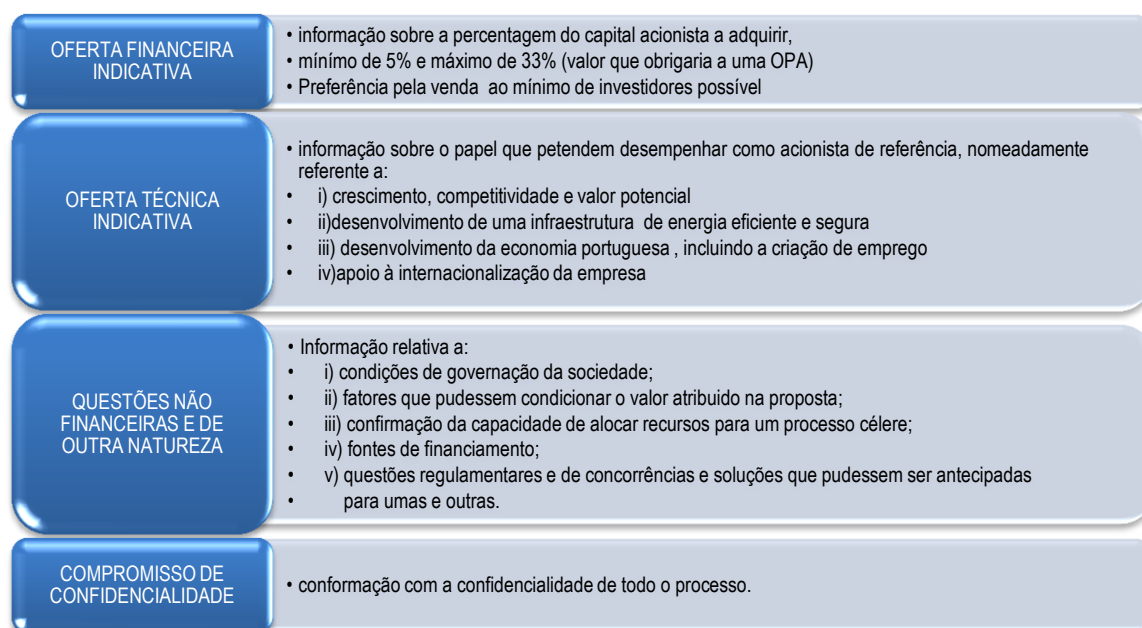 OFERTA FINANCEIRA
INDICATIVA
• informação sobre a percentagem do capital acionista a adquirir,
• mínímo de 5% e máximo de 33% (valor que obrigaria a uma OPA)
• Preferência pela venda ao mínimo de investidores possível
OFERTA TÉCNICA
INDICATIVA
• informação sobre o papel que petendem desempenhar como acionista de referência, nomeadamente
referente a:
• i) crescimento, competitividade e valor potencial
• ii)desenvolvimento de uma infraestrutura de energia eficiente e segura
• iii) desenvolvimento da economia portuguesa , incluindo a criação de emprego
• iv)apoio à internacionalização da empresa
QUESTÕES NÃO
FINANCEIRAS E DE
OUTRA NATUREZA
• Informação relativa a:
• i) condições de governação da sociedade;
• ii) fatores que pudessem condicionar o valor atribuido na proposta;
• iii) confirmação da capacidade de alocar recursos para um processo célere;
• iv) fontes de financiamento;
• v) questões regulamentares e de concorrências e soluções que pudessem ser antecipadas
• para umas e outras.
COMPROMISSO DE
CONFIDENCIALIDADE
• conformação com a confidencialidade de todo o processo.